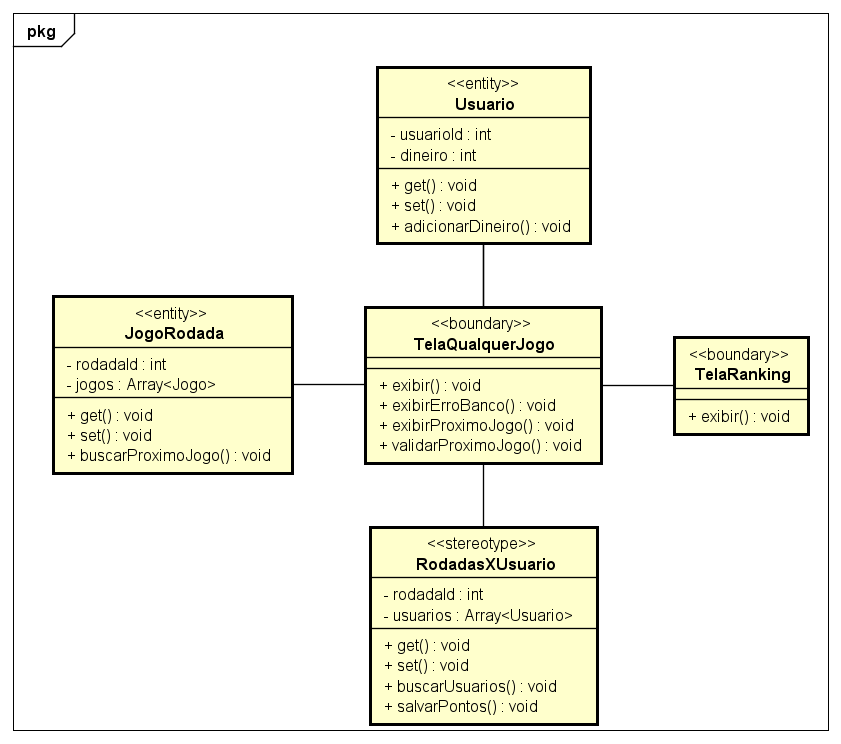 pkg
<<entity>>
Usuario
- usuarioId : int
- dineiro : int
+ get() : void
+ set() : void
+ adicionarDineiro() : void
<<entity>>
JogoRodada
- rodadaId : int
- jogos : Array<Jogo>
+ get() : void
+ set() : void
+ buscarProximoJogo() : void
<<boundary>>
TelaQualquerJogo
+ exibir() : void
+ exibirErroBanco() : void
+ exibirProximoJogo() : void
+ validarProximoJogo() : void
<<boundary>>
TelaRanking
+ exibir() : void
<<stereotype>>
RodadasXUsuario
- rodadaId : int
- usuarios : Array<Usuario>
+ get() : void
+ set() : void
+ buscarUsuarios() : void
+ salvarPontos() : void